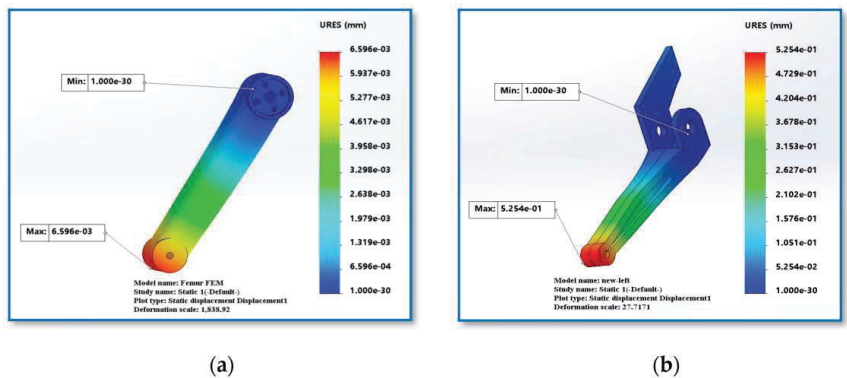 URES (mm)
6.596e-03
5.937e-03
5.277e-03
4.617e-03
3.958e-03
3.298e-03
2.638e-03
1.979e-03
1.319e-03
6.596e-04
1.000e-30
Min: 1.000e-30
Max: 6.596e-03
Model name: Femur FEM
Study name: Static 1(-Default-)
Plot type: Static displacement Displacement1
Deformation scale: 1,838.92
(a)
URES (mm)
5.254e-01
4.729e-01
4.204e-01
3.678e-01
3.153e-01
2.627e-01
2.102e-01
1.576e-01
1.051e-01
5.254e-02
1.000e-30
Min: 1.000e-30
Max: 5.254e-01
Model name: new-left
Study name: Static 1(-Default-)
Plot type: Static displacement Displacement1
Deformation scale: 27.7171
(b)